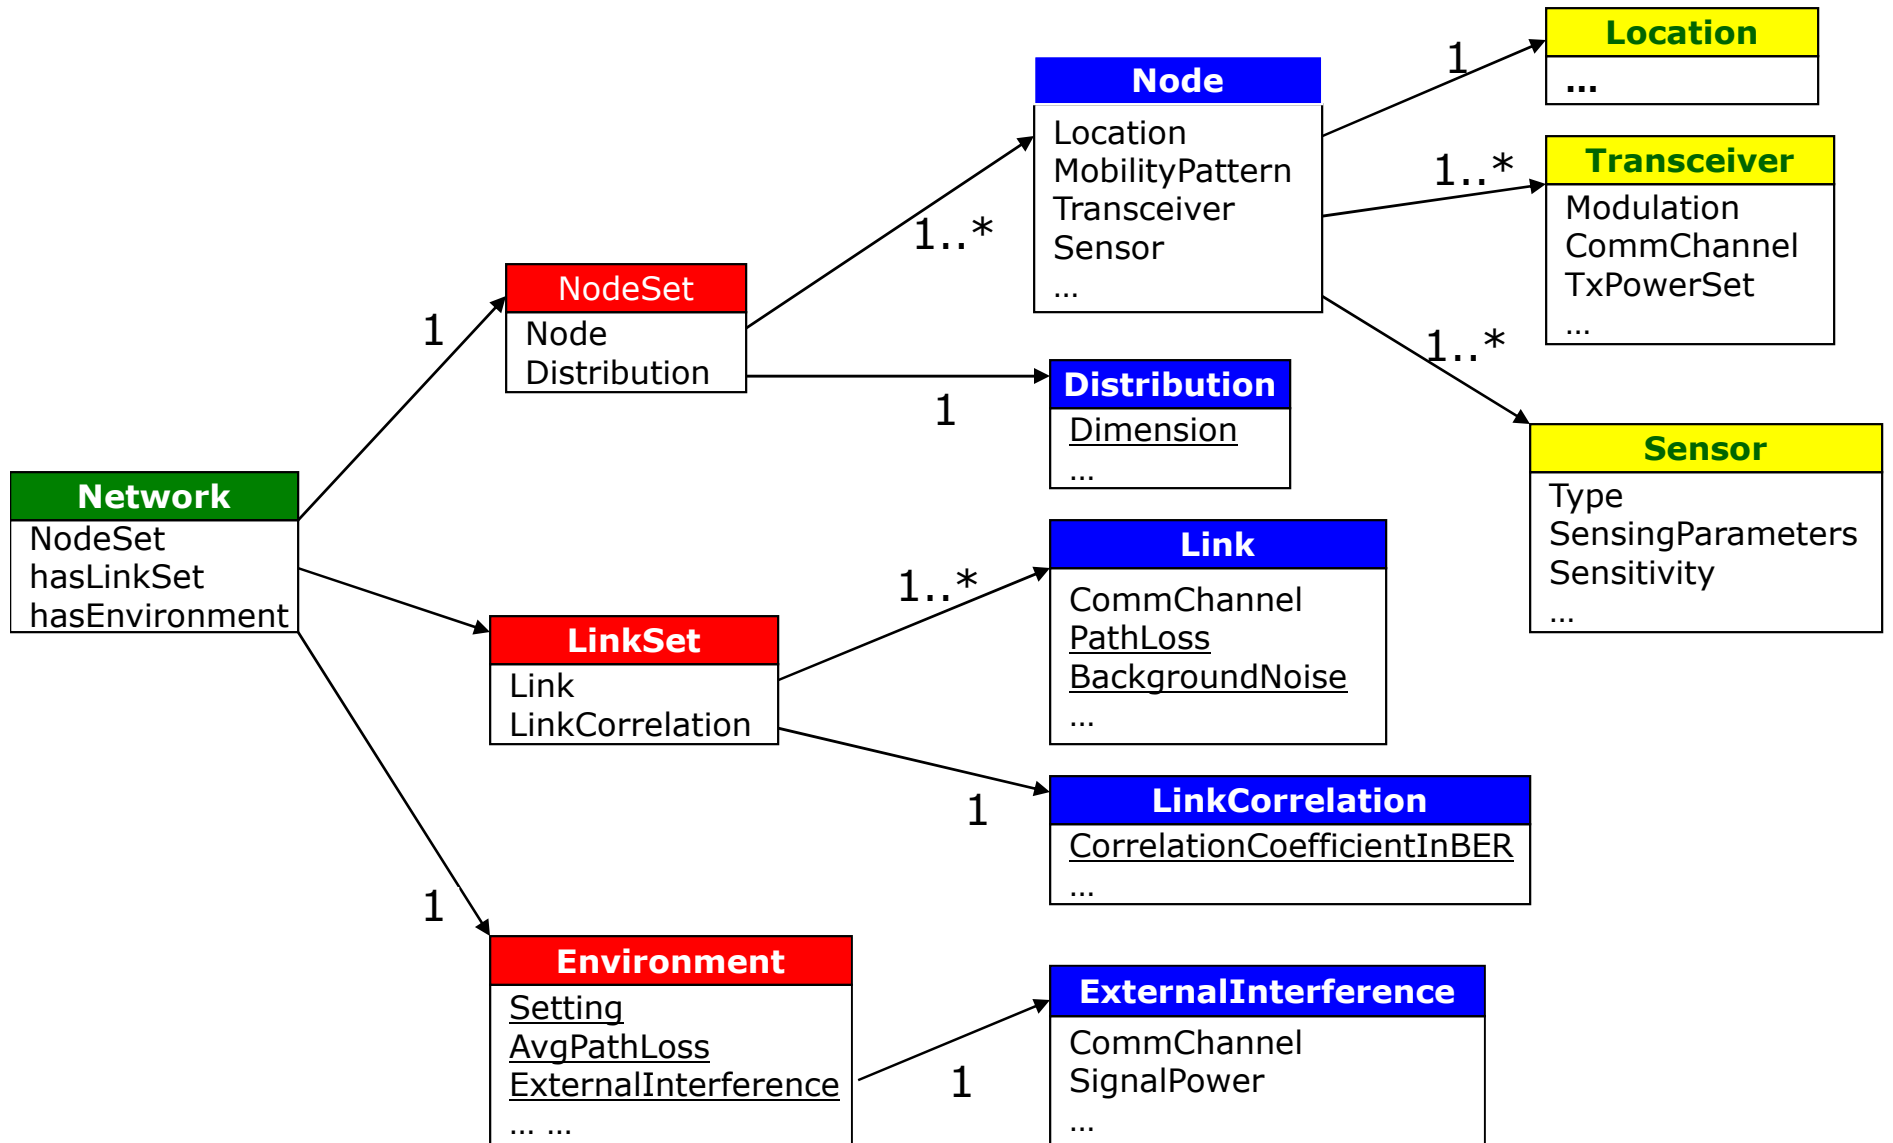 Network
NodeSet
hasLinkSet
hasEnvironment
1
1
NodeSet
Node
Distribution
1..*
1
LinkSet
Link
LinkCorrelation
1..*
1
Environment
Setting
AvgPathLoss
ExternalInterference
... ...
1
Node
Location
MobilityPattern
Transceiver
Sensor
...
1
1..*
1..*
Distribution
Dimension
...
Link
CommChannel
PathLoss
BackgroundNoise
...
LinkCorrelation
CorrelationCoefficientInBER
...
ExternalInterference
CommChannel
SignalPower
...
Location
...
Transceiver
Modulation
CommChannel
TxPowerSet
...
Sensor
Type
SensingParameters
Sensitivity
...